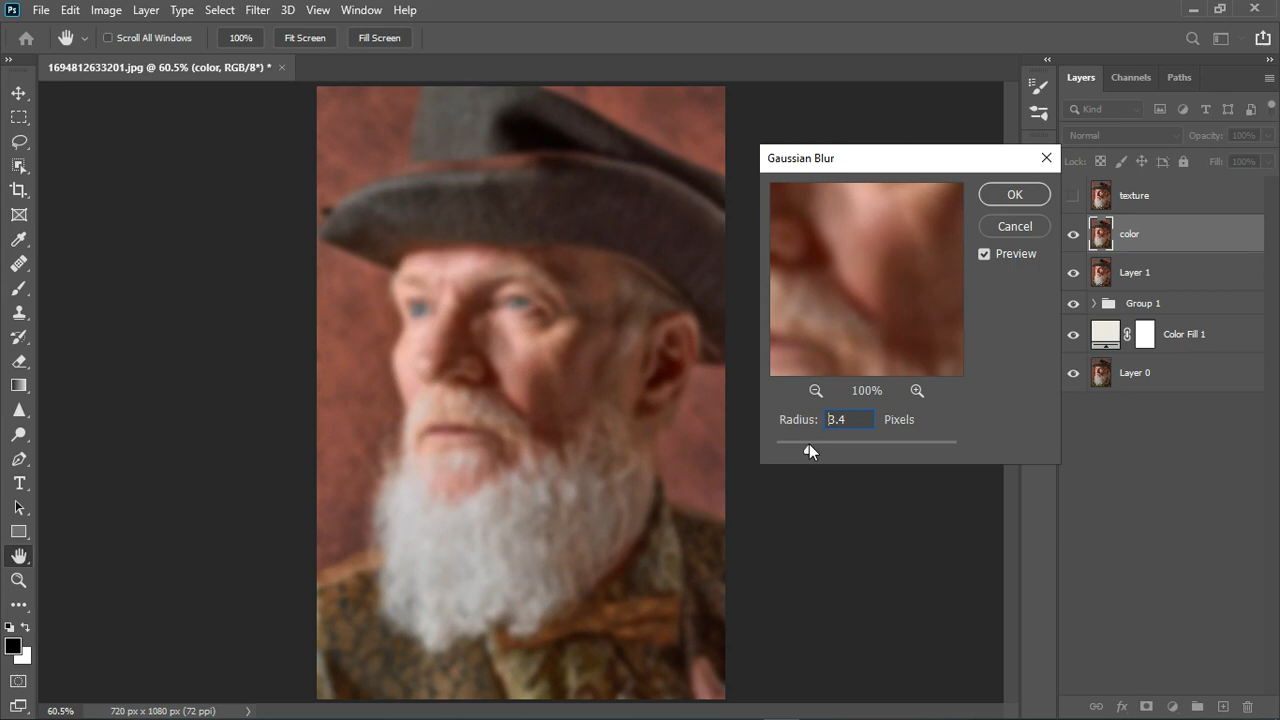 Ps File Edit Image Layer Type Select Filter 3D View Window Help
Scroll All Windows 100% Fit Screen Fill Screen
1694812633201.jpg @ 60.5% (color, RGB/8*) *
Layers Channels Paths
Kind
Normal Opacity: 100%
Lock: Fill: 100%
texture
color
Layer 1
Group 1
Color Fill 1
Layer 0
Gaussian Blur
OK
Cancel
Preview
100%
Radius: 3.4 Pixels
60.5% 720 px x 1080 px (72 ppi)